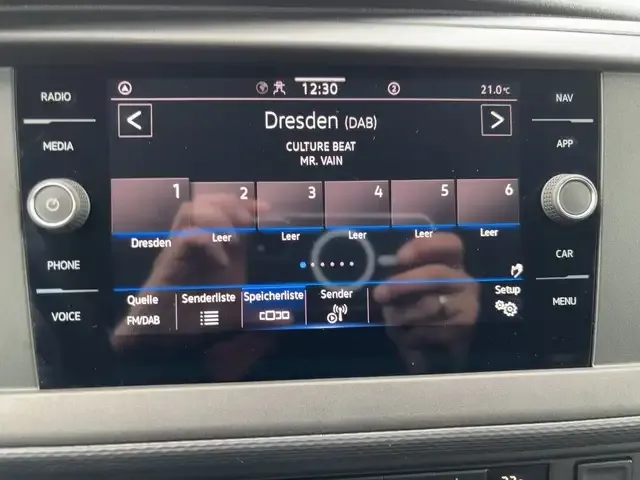 RADIO
MEDIA
PHONE
VOICE
12:30
2
21.0°C
Dresden (DAB)
CULTURE BEAT
MR. VAIN
1 2 3 4 5 6
Dresden Leer Leer Leer Leer Leer
Quelle Senderliste Speicherliste Sender Setup
FM/DAB
NAV
APP
CAR
MENU